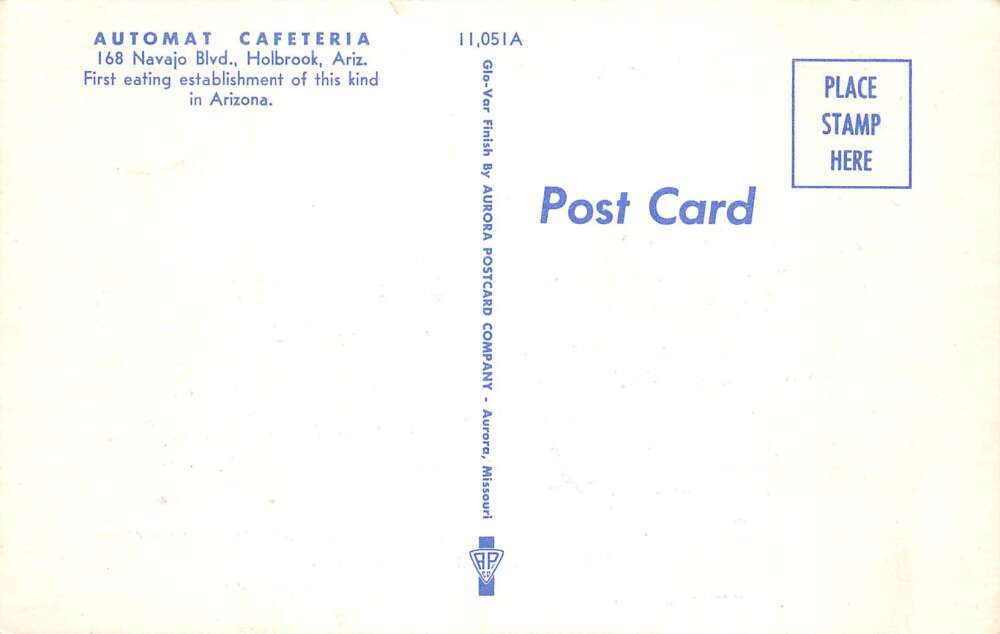 AUTOMAT CAFETERIA
168 Navajo Blvd., Holbrook, Ariz.
First eating establishment of this kind
in Arizona.
11,051A
Glo-Var Finish By AURORA POSTCARD COMPANY - Aurora, Missouri
APCO
Post Card
PLACE
STAMP
HERE